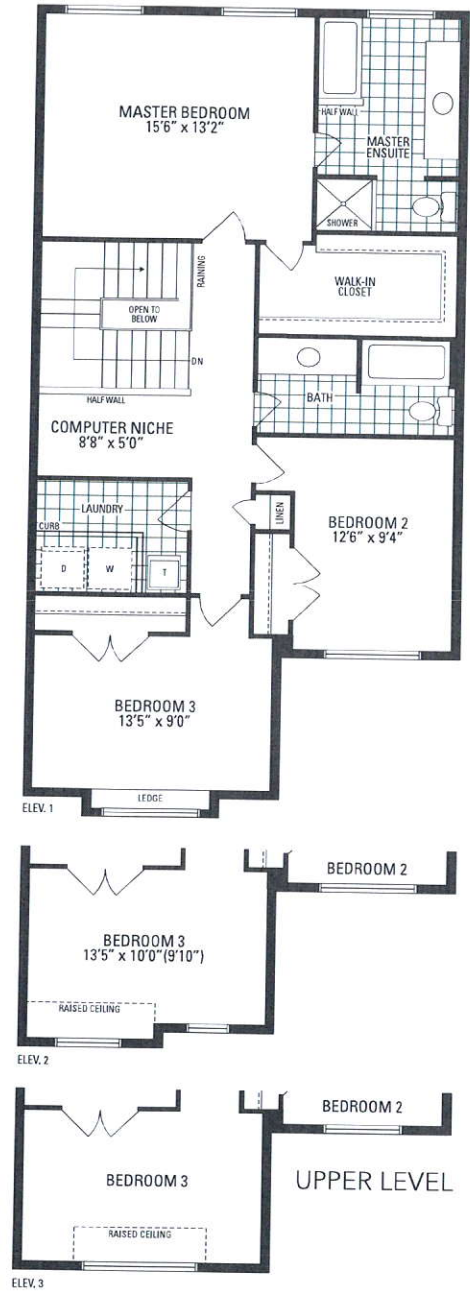 MASTER BEDROOM
15'6" x 13'2"
HALF WALL
MASTER
ENSUITE
SHOWER
RAINING
WALK-IN
CLOSET
OPEN TO
BELOW
DN
HALF WALL
BATH
COMPUTER NICHE
8'8" x 5'0"
LAUNDRY
CURB
D
W
T
LINEN
BEDROOM 2
12'6" x 9'4"
BEDROOM 3
13'5" x 9'0"
LEDGE
ELEV. 1
BEDROOM 2
BEDROOM 3
13'5" x 10'0"(9'10")
RAISED CEILING
ELEV. 2
BEDROOM 2
BEDROOM 3
UPPER LEVEL
RAISED CEILING
ELEV. 3